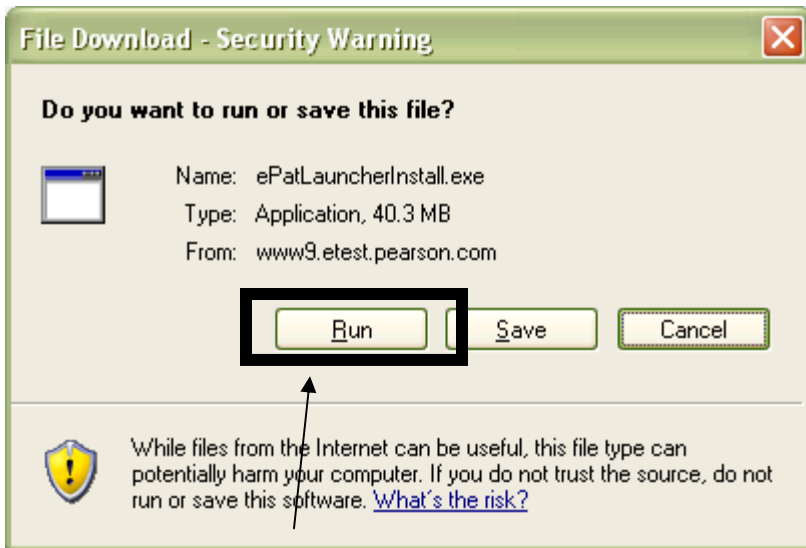 File Download - Security Warning
Do you want to run or save this file?
Name: ePatLauncherInstall.exe
Type: Application, 40.3 MB
From: www9.etest.pearson.com
Run Save Cancel
While files from the Internet can be useful, this file type can
potentially harm your computer. If you do not trust the source, do not
run or save this software. What's the risk?